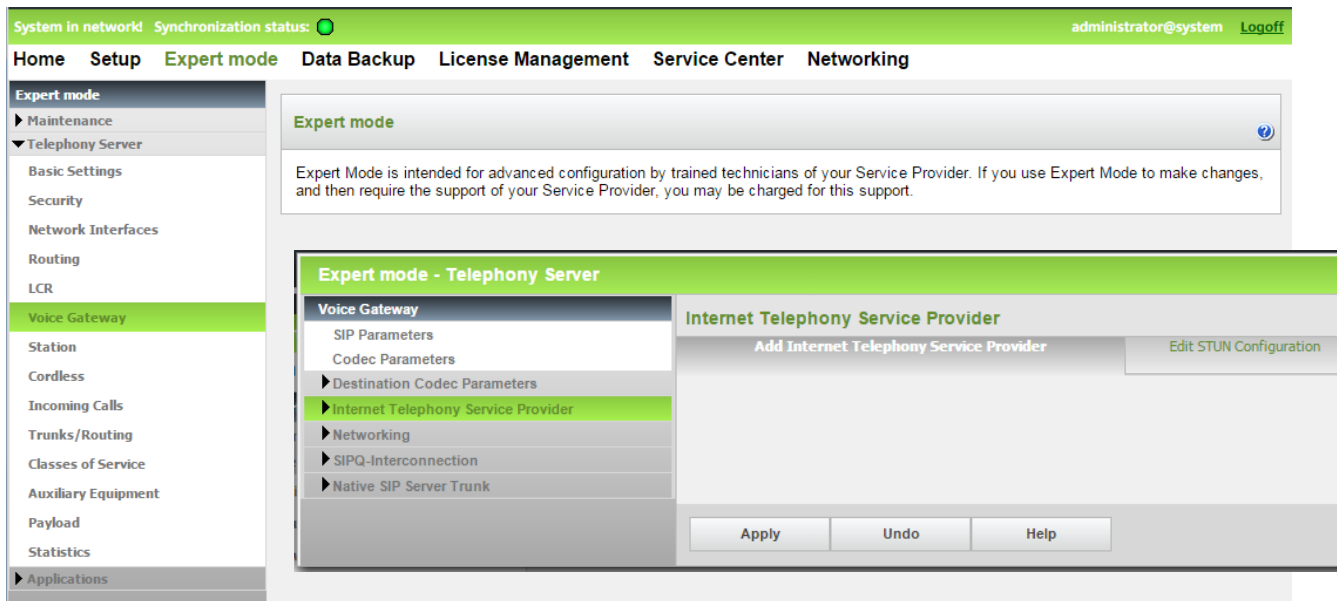 System in network! Synchronization status:
administrator@system Logoff
Home Setup Expert mode Data Backup License Management Service Center Networking
Expert mode
Maintenance
Telephony Server
Basic Settings
Security
Network Interfaces
Routing
LCR
Voice Gateway
Station
Cordless
Incoming Calls
Trunks/Routing
Classes of Service
Auxiliary Equipment
Payload
Statistics
Applications
Expert mode
Expert Mode is intended for advanced configuration by trained technicians of your Service Provider. If you use Expert Mode to make changes,
and then require the support of your Service Provider, you may be charged for this support.
Expert mode - Telephony Server
Voice Gateway
SIP Parameters
Codec Parameters
Destination Codec Parameters
Internet Telephony Service Provider
Networking
SIPQ-Interconnection
Native SIP Server Trunk
Internet Telephony Service Provider
Add Internet Telephony Service Provider
Edit STUN Configuration
Apply Undo Help